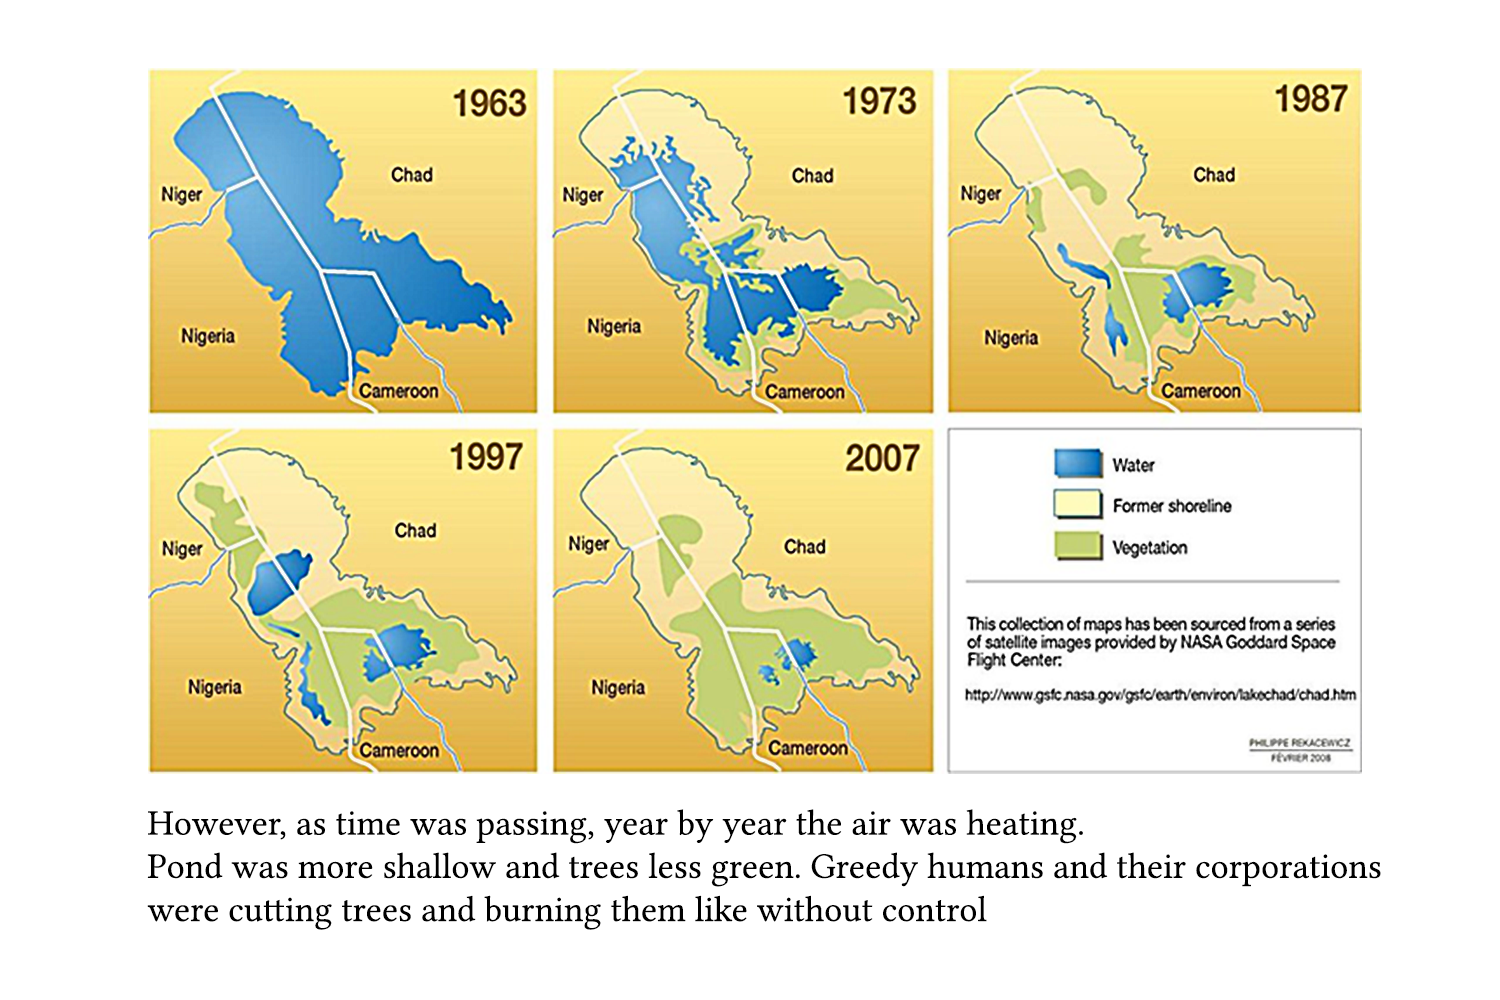 1963
Chad
Niger
Nigeria
Cameroon
1973
Chad
Niger
Nigeria
Cameroon
1987
Chad
Niger
Nigeria
Cameroon
1997
Chad
Niger
Nigeria
Cameroon
2007
Chad
Niger
Nigeria
Cameroon
Water
Former shoreline
Vegetation
This collection of maps has been sourced from a series
of satellite images provided by NASA Goddard Space
Flight Center:
http://www.gsfc.nasa.gov/gsfc/earth/environ/lakechad/chad.htm
PHILIPPE REKACEWICZ
FÉVRIER 2008
However, as time was passing, year by year the air was heating.
Pond was more shallow and trees less green. Greedy humans and their corporations
were cutting trees and burning them like without control